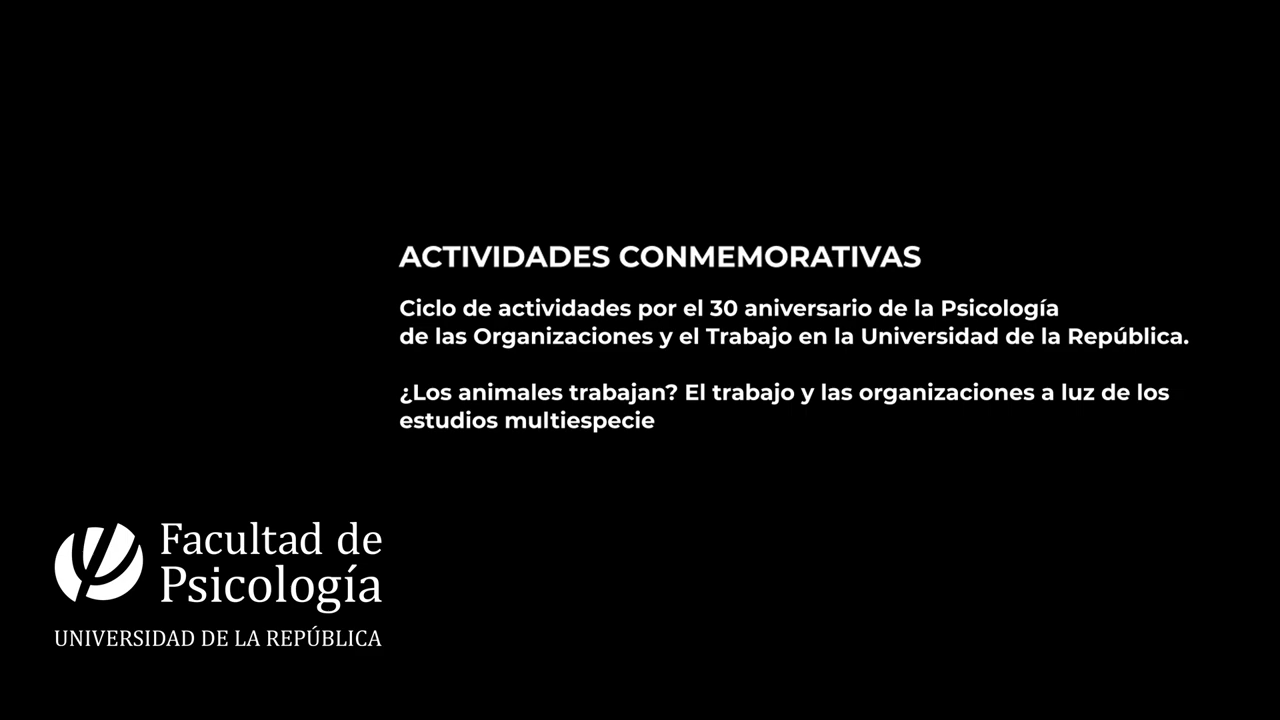 ACTIVIDADES CONMEMORATIVAS
Ciclo de actividades por el 30 aniversario de la Psicología
de las Organizaciones y el Trabajo en la Universidad de la República.
¿Los animales trabajan? El trabajo y las organizaciones a luz de los
estudios multiespecie
Facultad de
Psicología
UNIVERSIDAD DE LA REPÚBLICA